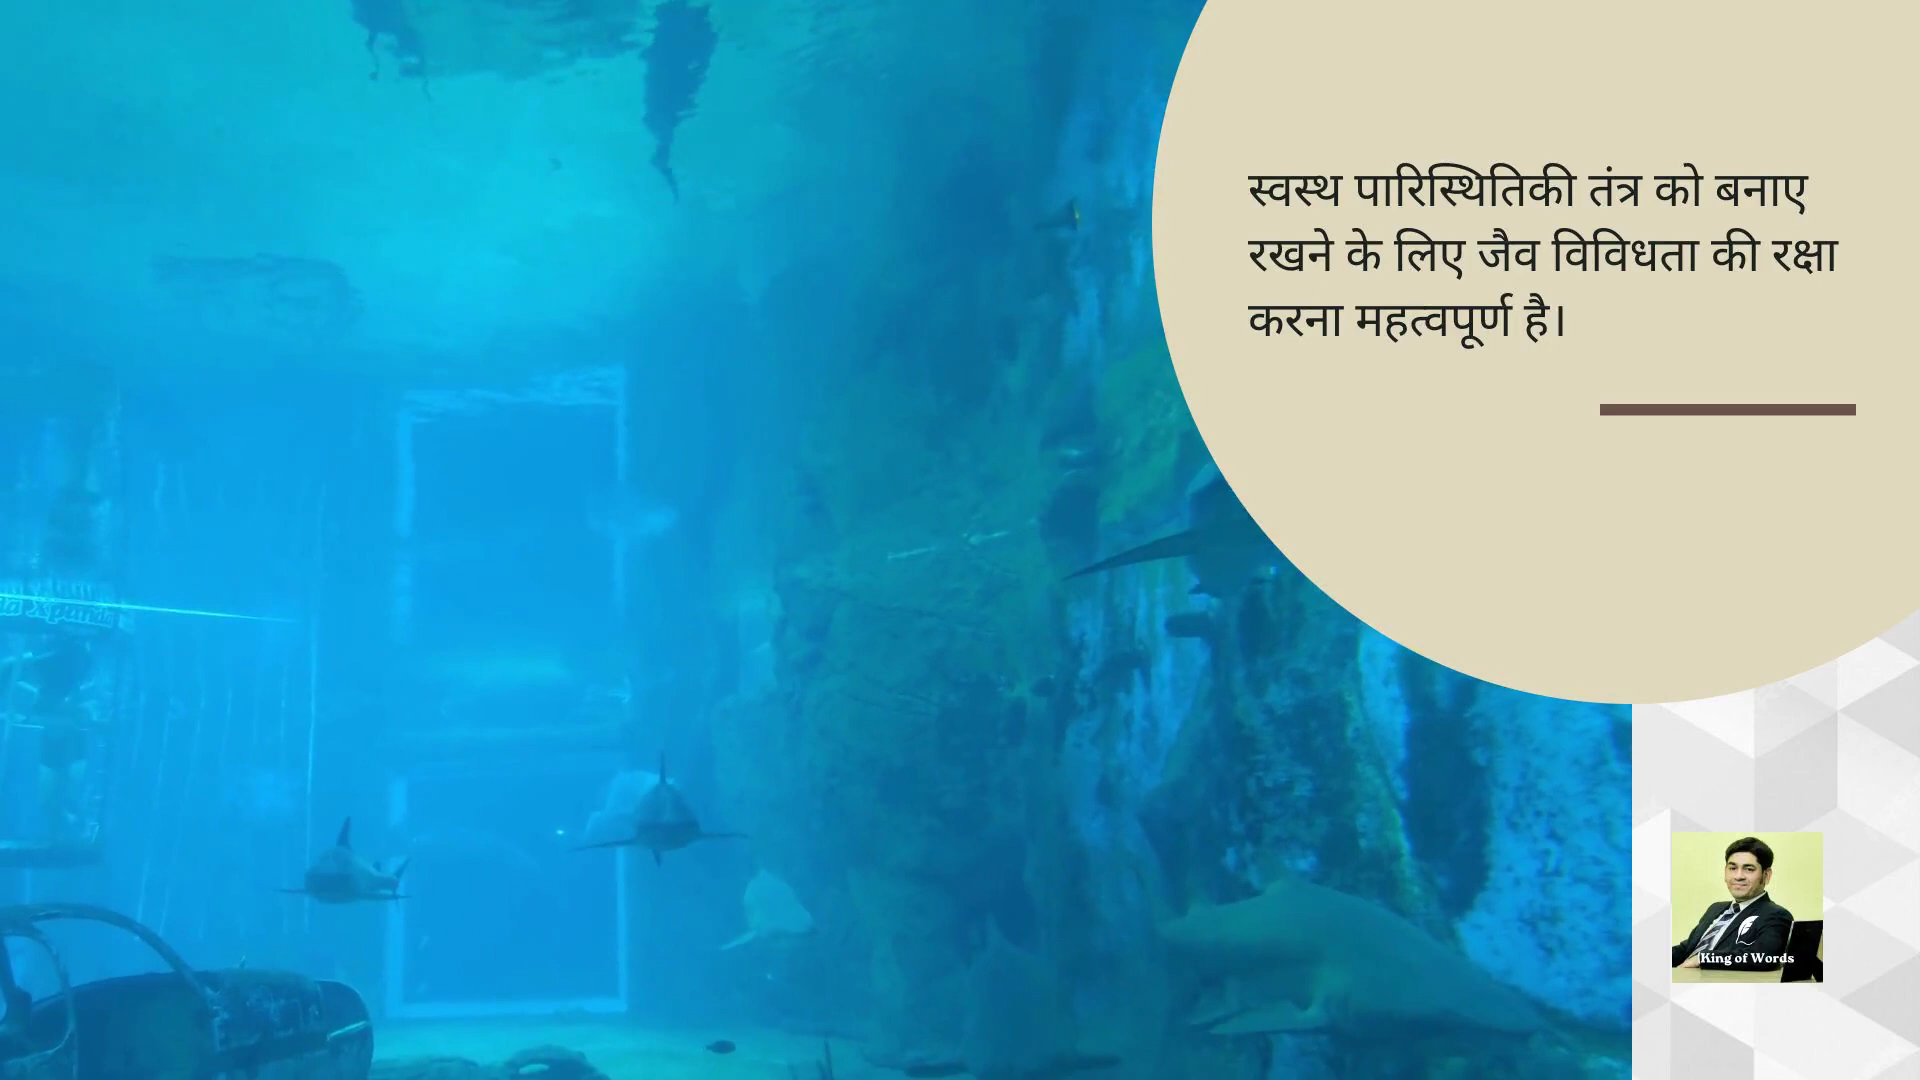 स्वस्थ पारिस्थितिकी तंत्र को बनाए
रखने के लिए जैव विविधता की रक्षा
करना महत्वपूर्ण है।
King of Words